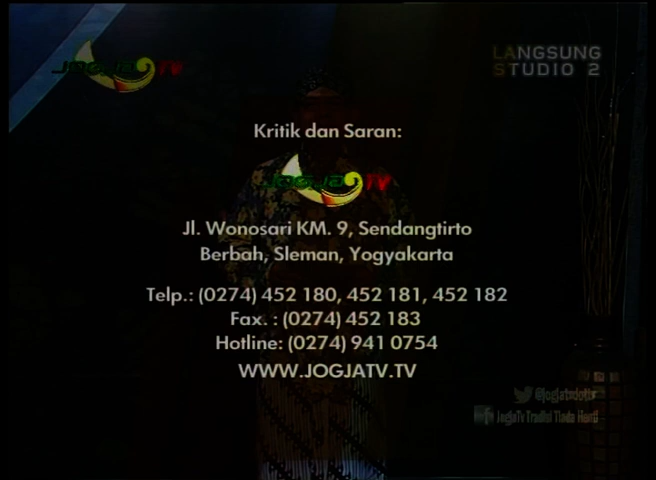 JOGJA TV
LANGSUNG
STUDIO 2
Kritik dan Saran:
JOGJA TV
Jl. Wonosari KM. 9, Sendangtirto
Berbah, Sleman, Yogyakarta
Telp.: (0274) 452 180, 452 181, 452 182
Fax. : (0274) 452 183
Hotline: (0274) 941 0754
WWW.JOGJATV.TV
JogjaTv Tradisi Tiada Henti